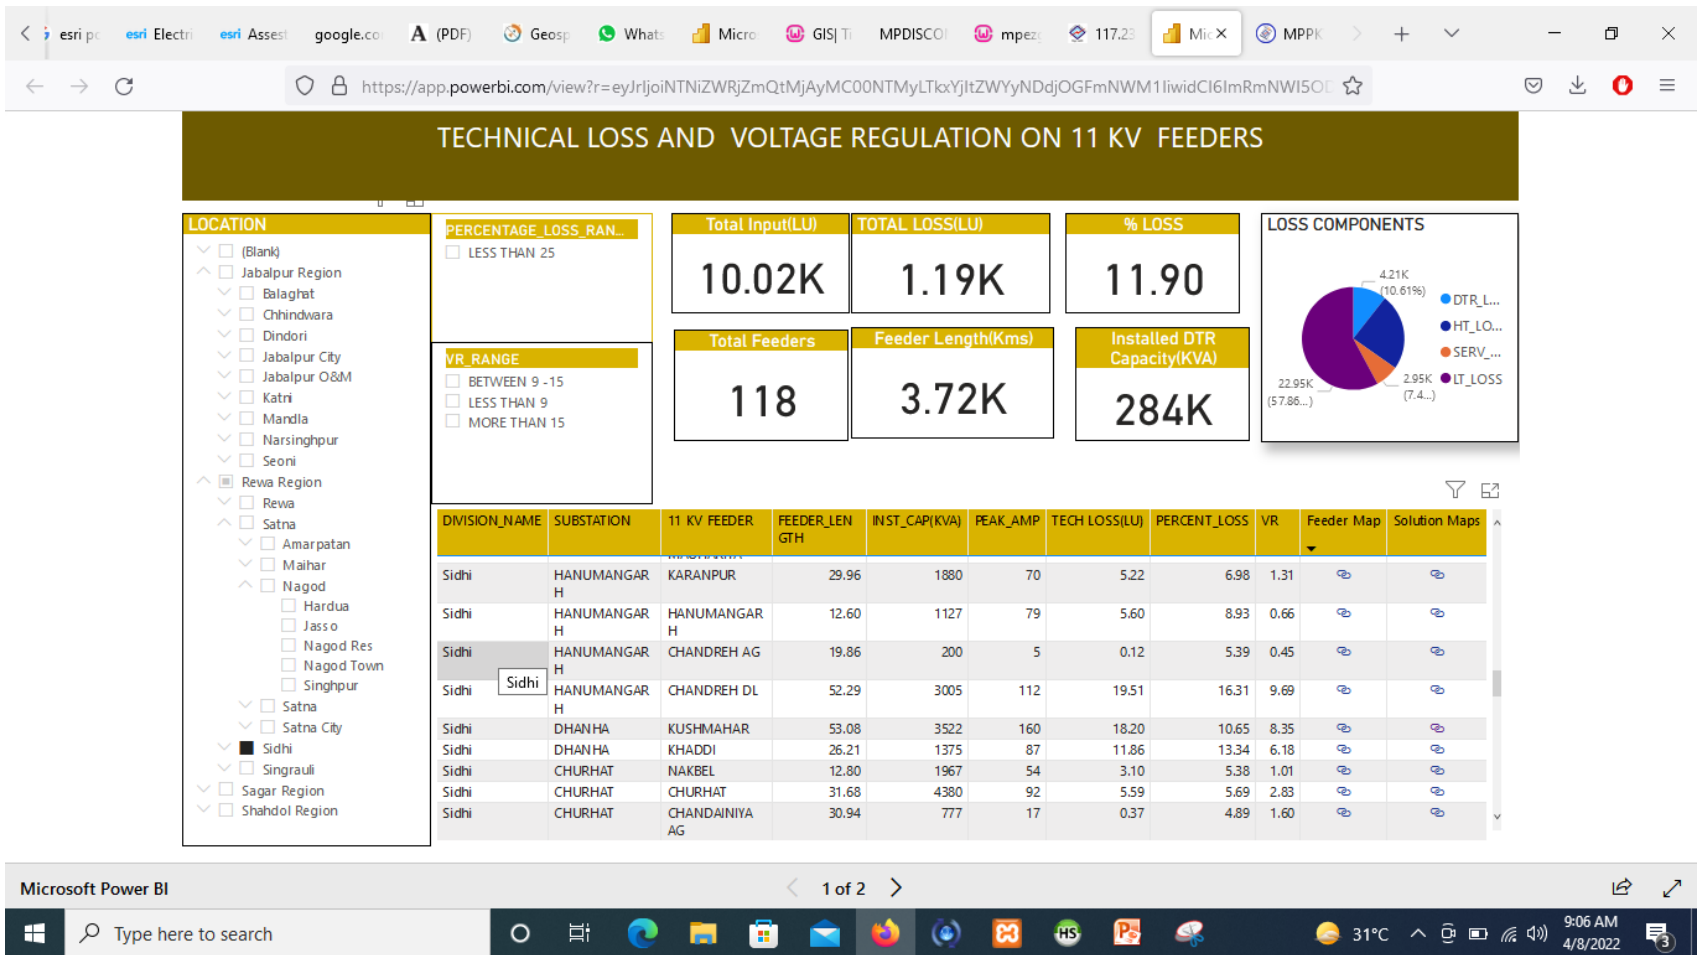 esri pc
esri Electri
esri Assest
google.co
A (PDF)
Geosp
Whats
Micro
GIS| Ti
MPDISCO
mpez
117.23
Mic
MPPK
TECHNICAL LOSS AND VOLTAGE REGULATION ON 11 KV FEEDERS
LOCATION
(Blank)
Jabalpur Region
Balaghat
Chhindwara
Dindori
Jabalpur City
Jabalpur O&M
Katni
Mandla
Narsinghpur
Seoni
Rewa Region
Rewa
Satna
Amarpatan
Maihar
Nagod
Hardua
Jasso
Nagod Res
Nagod Town
Singhpur
Satna
Satna City
Sidhi
Singrauli
Sagar Region
Shahdol Region
PERCENTAGE_LOSS_RAN...
LESS THAN 25
VR_RANGE
BETWEEN 9 -15
LESS THAN 9
MORE THAN 15
Total Input(LU)
10.02K
TOTAL LOSS(LU)
1.19K
% LOSS
11.90
Total Feeders
118
Feeder Length(Kms)
3.72K
Installed DTR
Capacity(KVA)
284K
LOSS COMPONENTS
4.21K
(10.61%)
2.95K
(7.4...)
22.95K
(57.86...)
DTR_L...
HT_LO...
SERV_...
LT_LOSS
DIVISION_NAME SUBSTATION 11 KV FEEDER FEEDER_LEN INST_CAP(KVA) PEAK_AMP TECH LOSS(LU) PERCENT_LOSS VR Feeder Map Solution Maps
GTH
Sidhi HANUMANGAR KARANPUR 29.96 1880 70 5.22 6.98 1.31
H
Sidhi HANUMANGAR HANUMANGAR 12.60 1127 79 5.60 8.93 0.66
H H
Sidhi HANUMANGAR CHANDREH AG 19.86 200 5 0.12 5.39 0.45
H
Sidhi
Sidhi HANUMANGAR CHANDREH DL 52.29 3005 112 19.51 16.31 9.69
H
Sidhi DHANHA KUSHMAHAR 53.08 3522 160 18.20 10.65 8.35
Sidhi DHANHA KHADDI 26.21 1375 87 11.86 13.34 6.18
Sidhi CHURHAT NAKBEL 12.80 1967 54 3.10 5.38 1.01
Sidhi CHURHAT CHURHAT 31.68 4380 92 5.59 5.69 2.83
Sidhi CHURHAT CHANDAINIYA 30.94 777 17 0.37 4.89 1.60
AG
Microsoft Power BI
1 of 2
Type here to search
HS
31°C
9:06 AM
4/8/2022
3